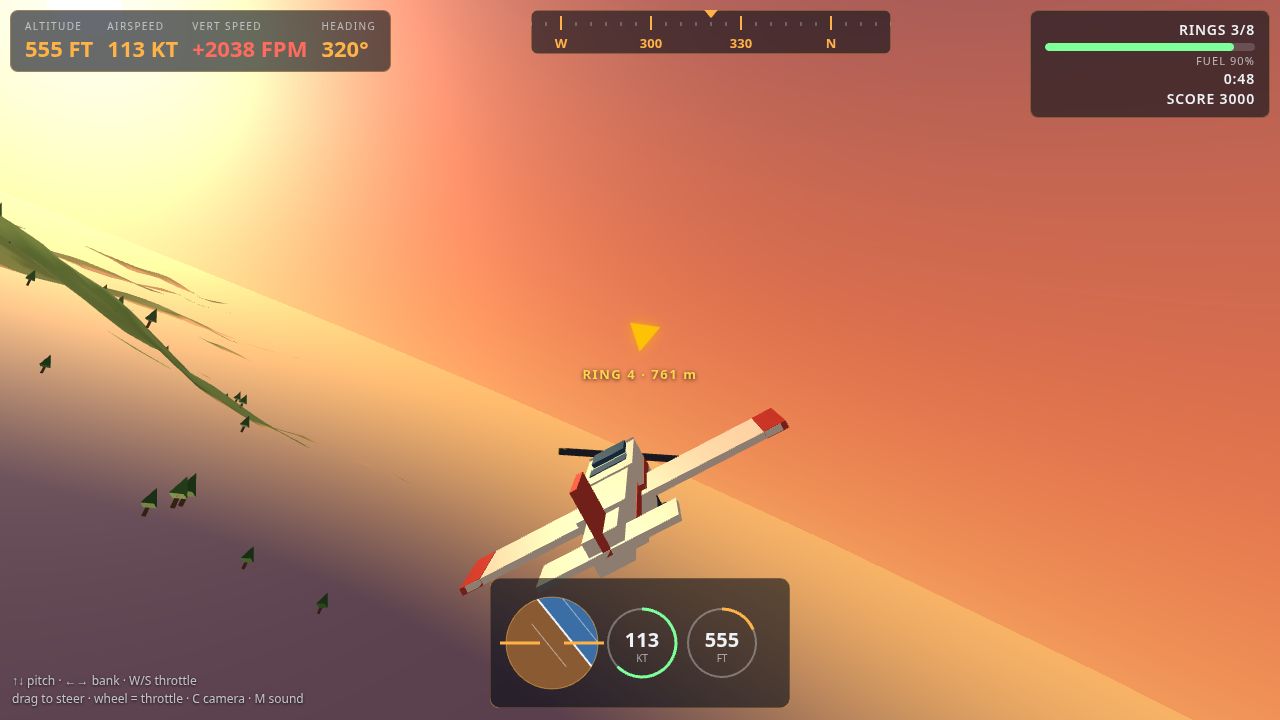 ALTITUDE AIRSPEED VERT SPEED HEADING
555 FT 113 KT +2038 FPM 320°
W 300 330 N
RINGS 3/8
FUEL 90%
0:48
SCORE 3000
RING 4 · 761 m
113 555
KT FT
↑↓ pitch · ←→ bank · W/S throttle
drag to steer · wheel = throttle · C camera · M sound